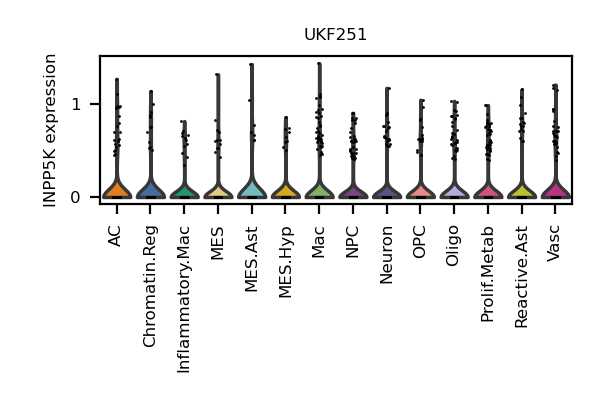 UKF251
INPP5K expression
1
0
AC
Chromatin.Reg
Inflammatory.Mac
MES
MES.Ast
MES.Hyp
Mac
NPC
Neuron
OPC
Oligo
Prolif.Metab
Reactive.Ast
Vasc